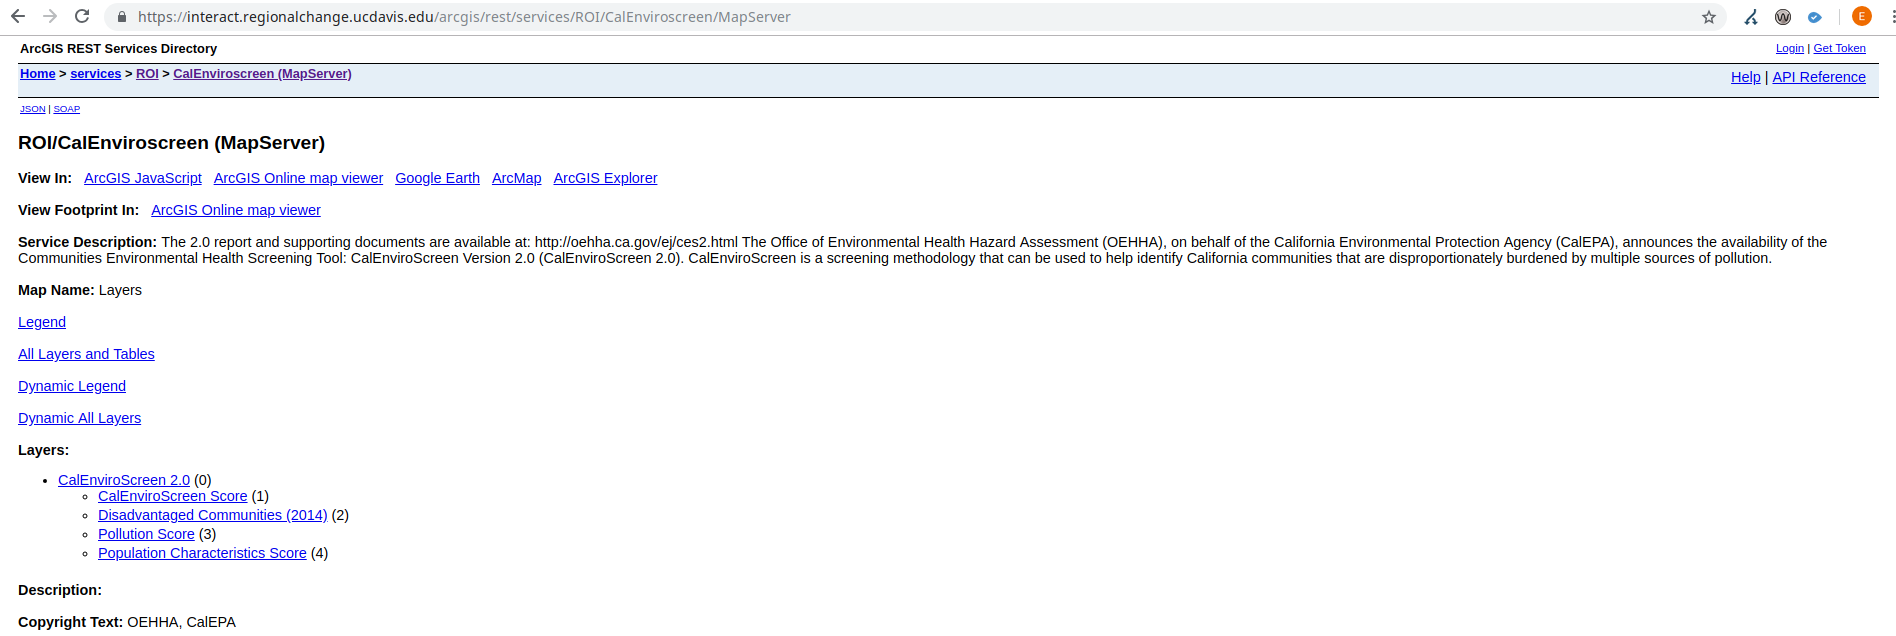 https://interact.regionalchange.ucdavis.edu/arcgis/rest/services/ROI/CalEnviroscreen/MapServer
E
ArcGIS REST Services Directory
Login | Get Token
Home > services > ROI > CalEnviroscreen (MapServer)
Help | API Reference
JSON | SOAP
ROI/CalEnviroscreen (MapServer)
View In: ArcGIS JavaScript ArcGIS Online map viewer Google Earth ArcMap ArcGIS Explorer
View Footprint In: ArcGIS Online map viewer
Service Description: The 2.0 report and supporting documents are available at: http://oehha.ca.gov/ej/ces2.html The Office of Environmental Health Hazard Assessment (OEHHA), on behalf of the California Environmental Protection Agency (CalEPA), announces the availability of the
Communities Environmental Health Screening Tool: CalEnviroScreen Version 2.0 (CalEnviroScreen 2.0). CalEnviroScreen is a screening methodology that can be used to help identify California communities that are disproportionately burdened by multiple sources of pollution.
Map Name: Layers
Legend
All Layers and Tables
Dynamic Legend
Dynamic All Layers
Layers:
• CalEnviroScreen 2.0 (0)
◦ CalEnviroScreen Score (1)
◦ Disadvantaged Communities (2014) (2)
◦ Pollution Score (3)
◦ Population Characteristics Score (4)
Description:
Copyright Text: OEHHA, CalEPA